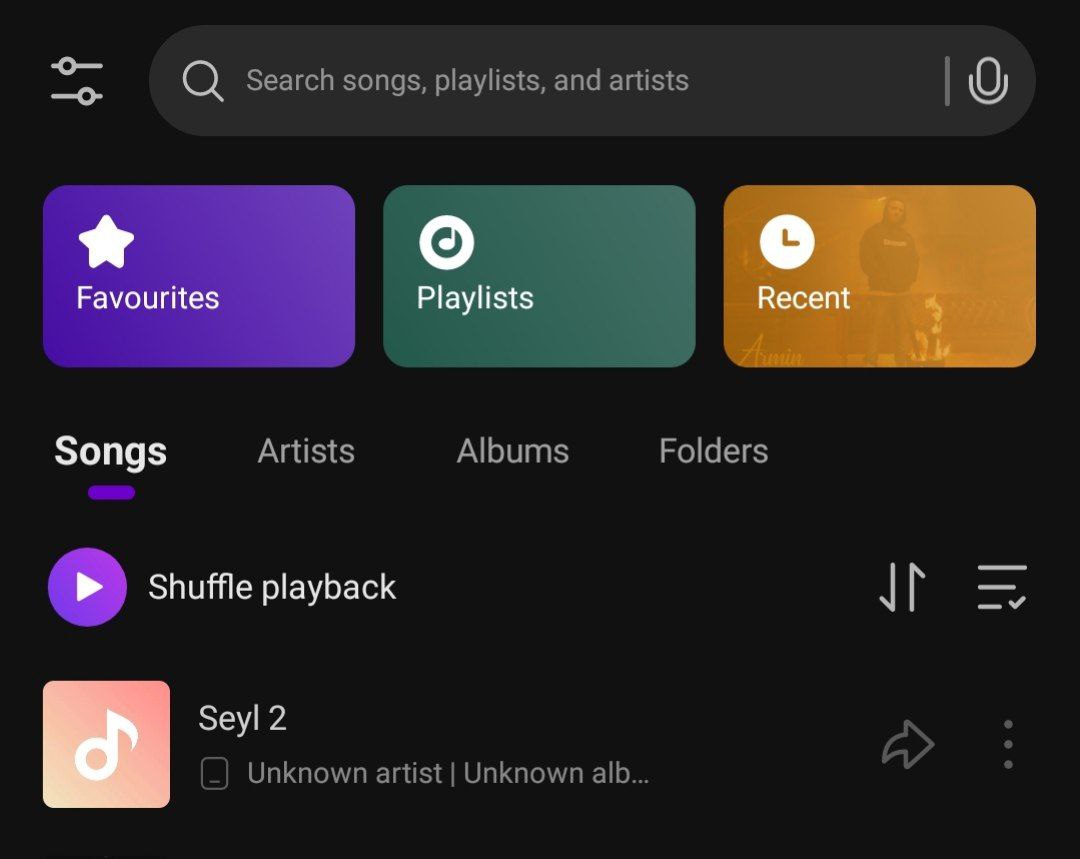 Search songs, playlists, and artists
Favourites
Playlists
Recent
Armin
Songs
Artists
Albums
Folders
Shuffle playback
Seyl 2
Unknown artist | Unknown alb...